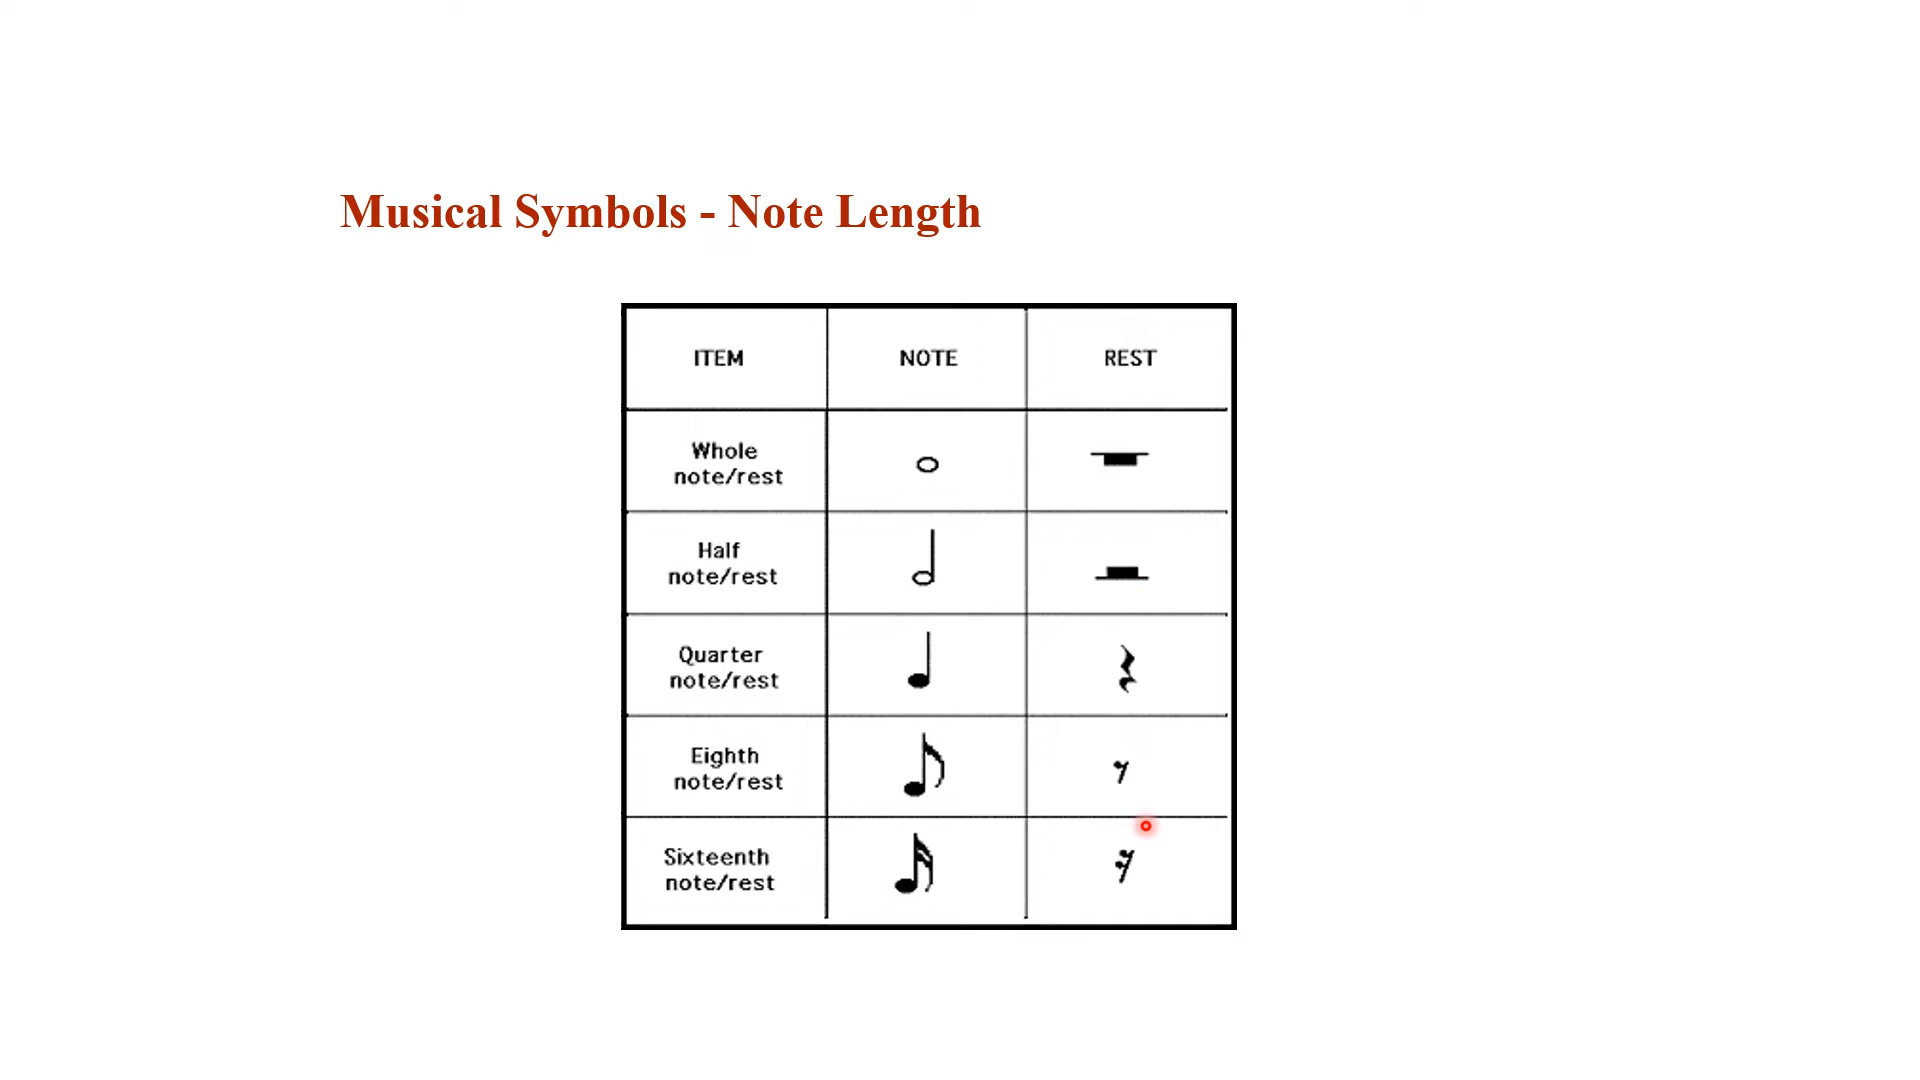 Musical Symbols - Note Length
ITEM NOTE REST
Whole
note/rest
Half
note/rest
Quarter
note/rest
Eighth
note/rest
Sixteenth
note/rest